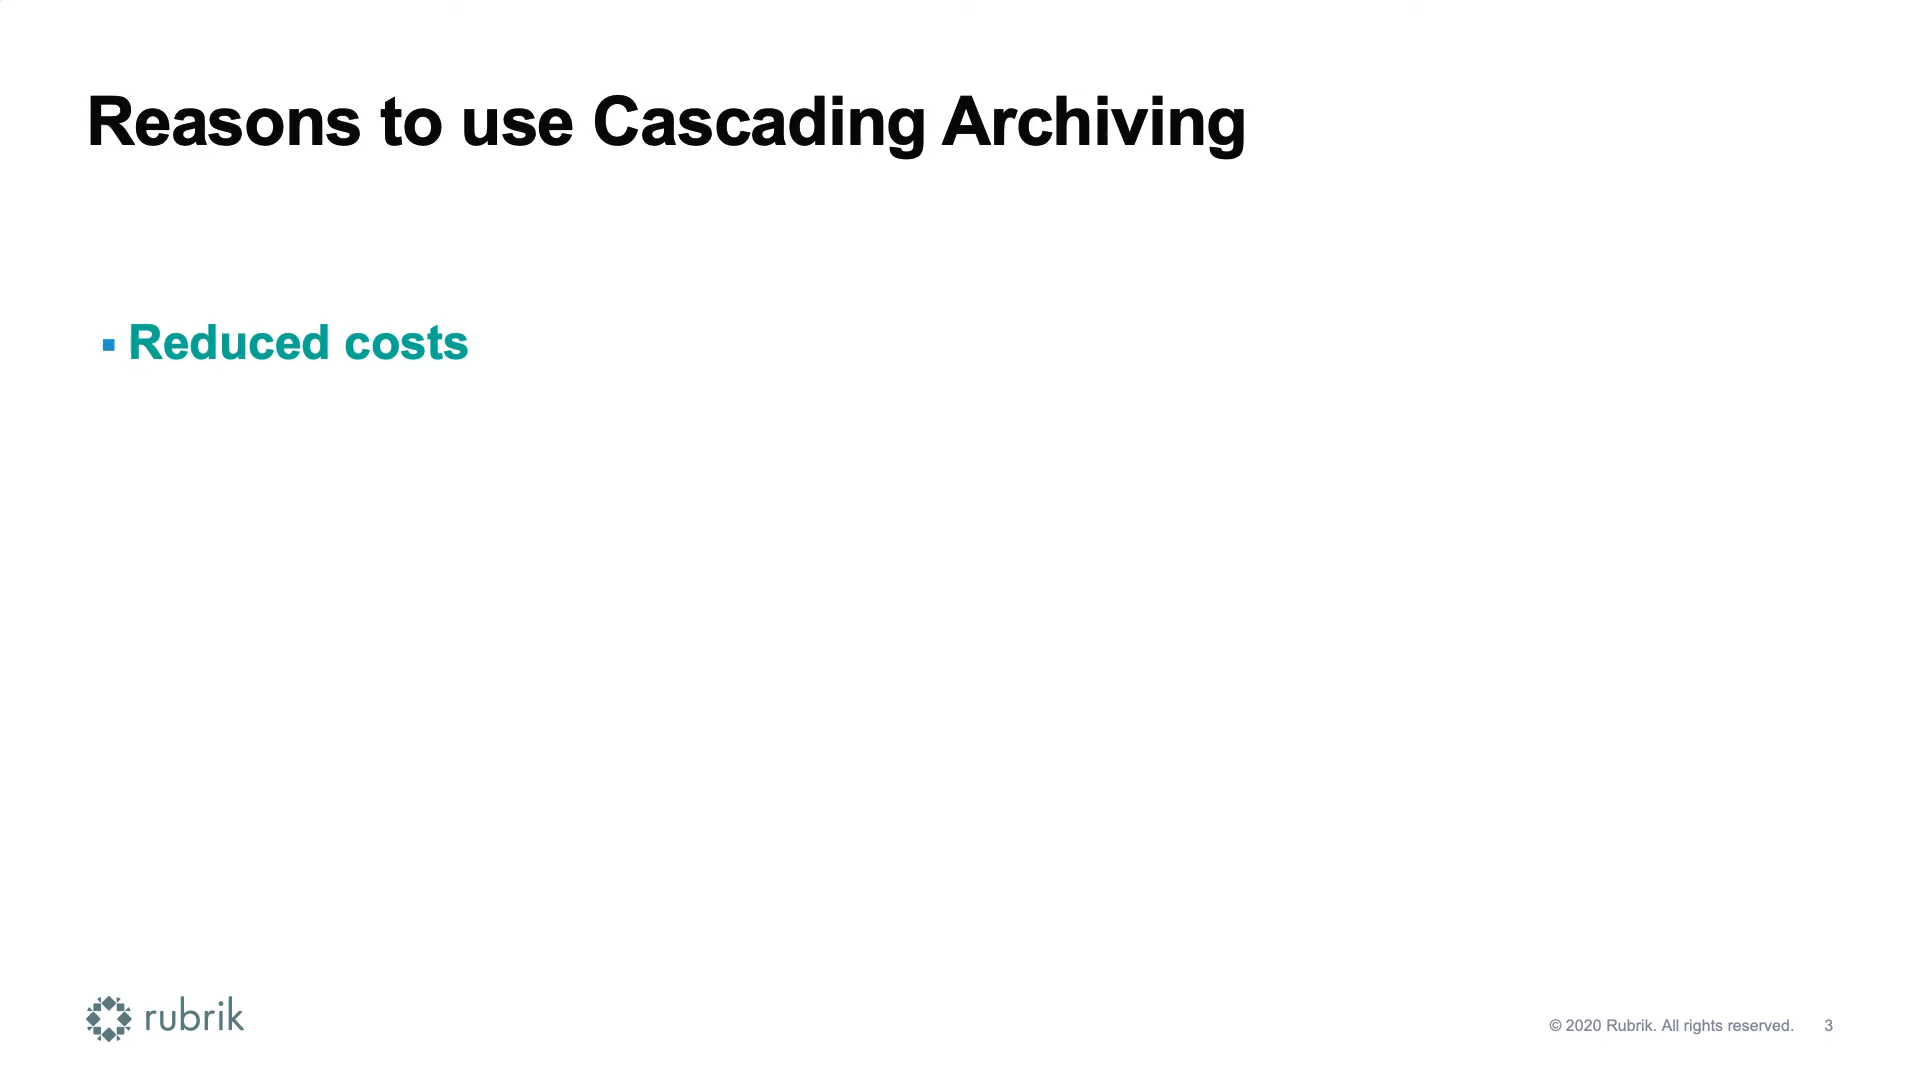 Reasons to use Cascading Archiving
▪ Reduced costs
rubrik
© 2020 Rubrik. All rights reserved. 3